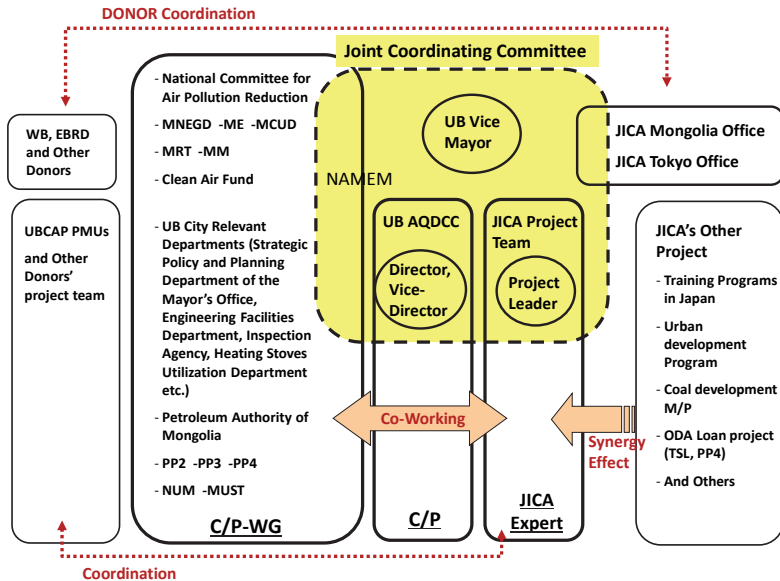 DONOR Coordination
Joint Coordinating Committee
WB, EBRD
and Other
Donors
UBCAP PMUs
and Other
Donors'
project team
- National Committee for
Air Pollution Reduction
- MNEGD -ME -MCUD
- MRT -MM
- Clean Air Fund
- UB City Relevant
Departments (Strategic
Policy and Planning
Department of the
Mayor's Office,
Engineering Facilities
Department, Inspection
Agency, Heating Stoves
Utilization Department
etc.)
- Petroleum Authority of
Mongolia
- PP2 -PP3 -PP4
- NUM -MUST
C/P-WG
NAMEM
UB Vice
Mayor
UB AQDCC
Director,
Vice-
Director
C/P
JICA Project
Team
Project
Leader
JICA
Expert
Co-Working
JICA Mongolia Office
JICA Tokyo Office
JICA's Other
Project
- Training Programs
in Japan
- Urban
development
Program
- Coal development
M/P
- ODA Loan project
(TSL, PP4)
- And Others
Synergy
Effect
Coordination